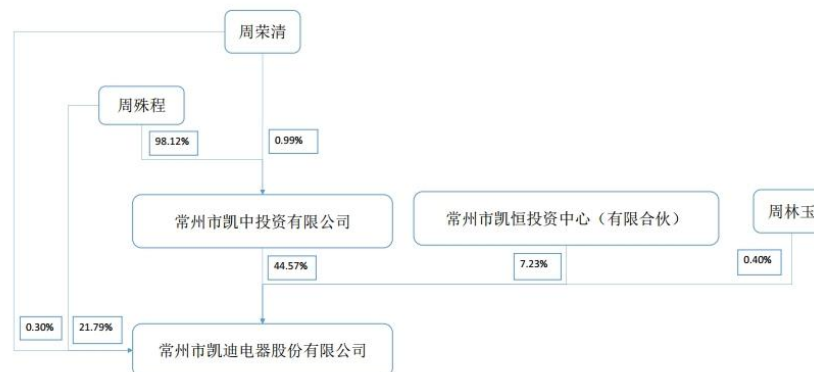 周荣清
周殊程
98.12%
0.99%
常州市凯中投资有限公司
常州市凯恒投资中心（有限合伙）
周林玉
44.57%
7.23%
0.40%
0.30%
21.79%
常州市凯迪电器股份有限公司